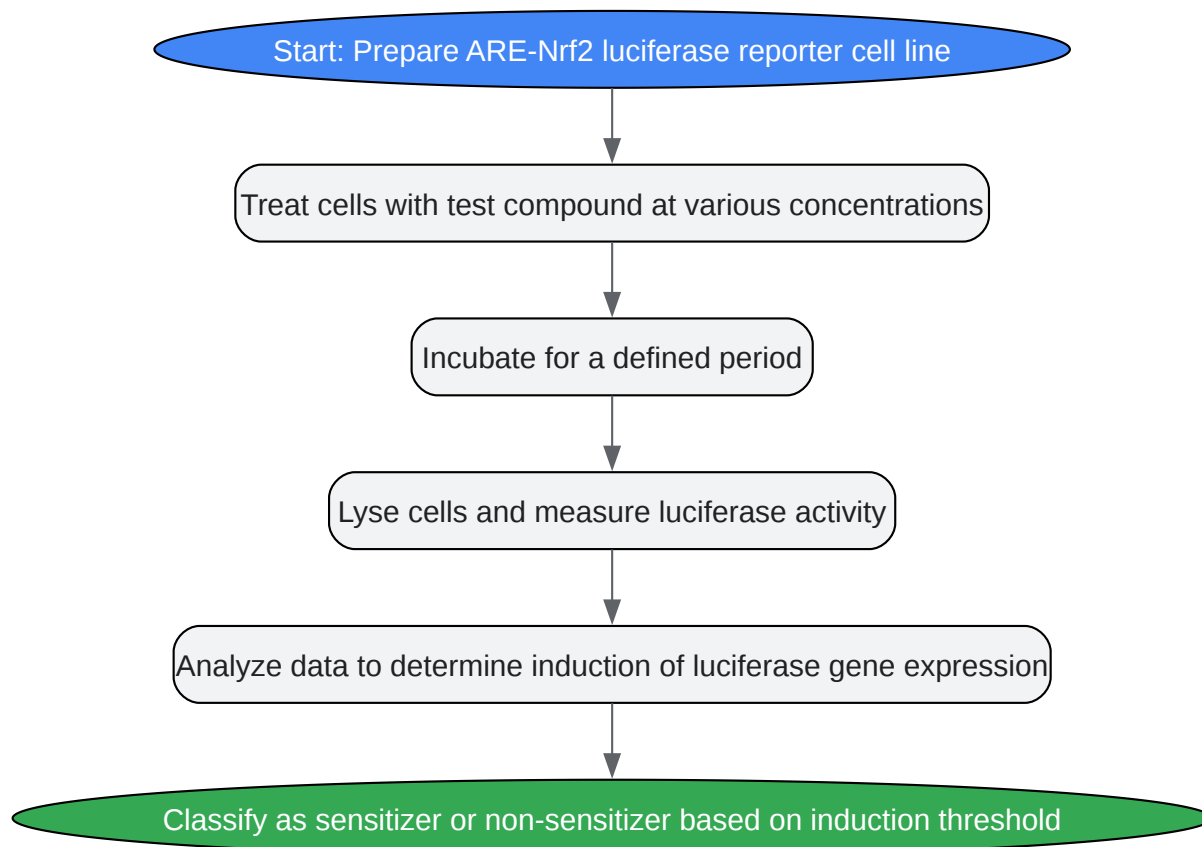 Start: Prepare ARE-Nrf2 luciferase reporter cell line
Treat cells with test compound at various concentrations
Incubate for a defined period
Lyse cells and measure luciferase activity
Analyze data to determine induction of luciferase gene expression
Classify as sensitizer or non-sensitizer based on induction threshold